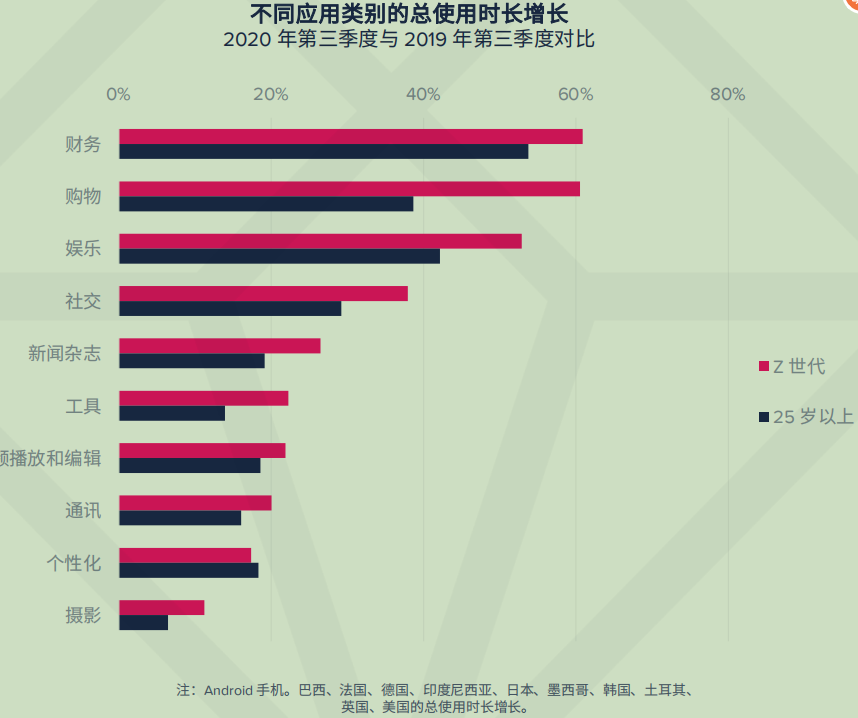 不同应用类别的总使用时长增长
2020 年第三季度与 2019 年第三季度对比
0% 20% 40% 60% 80%
财务
购物
娱乐
社交
新闻杂志
Z 世代
工具
25 岁以上
频播放和编辑
通讯
个性化
摄影
注：Android 手机。巴西、法国、德国、印度尼西亚、日本、墨西哥、韩国、土耳其、
英国、美国的总使用时长增长。